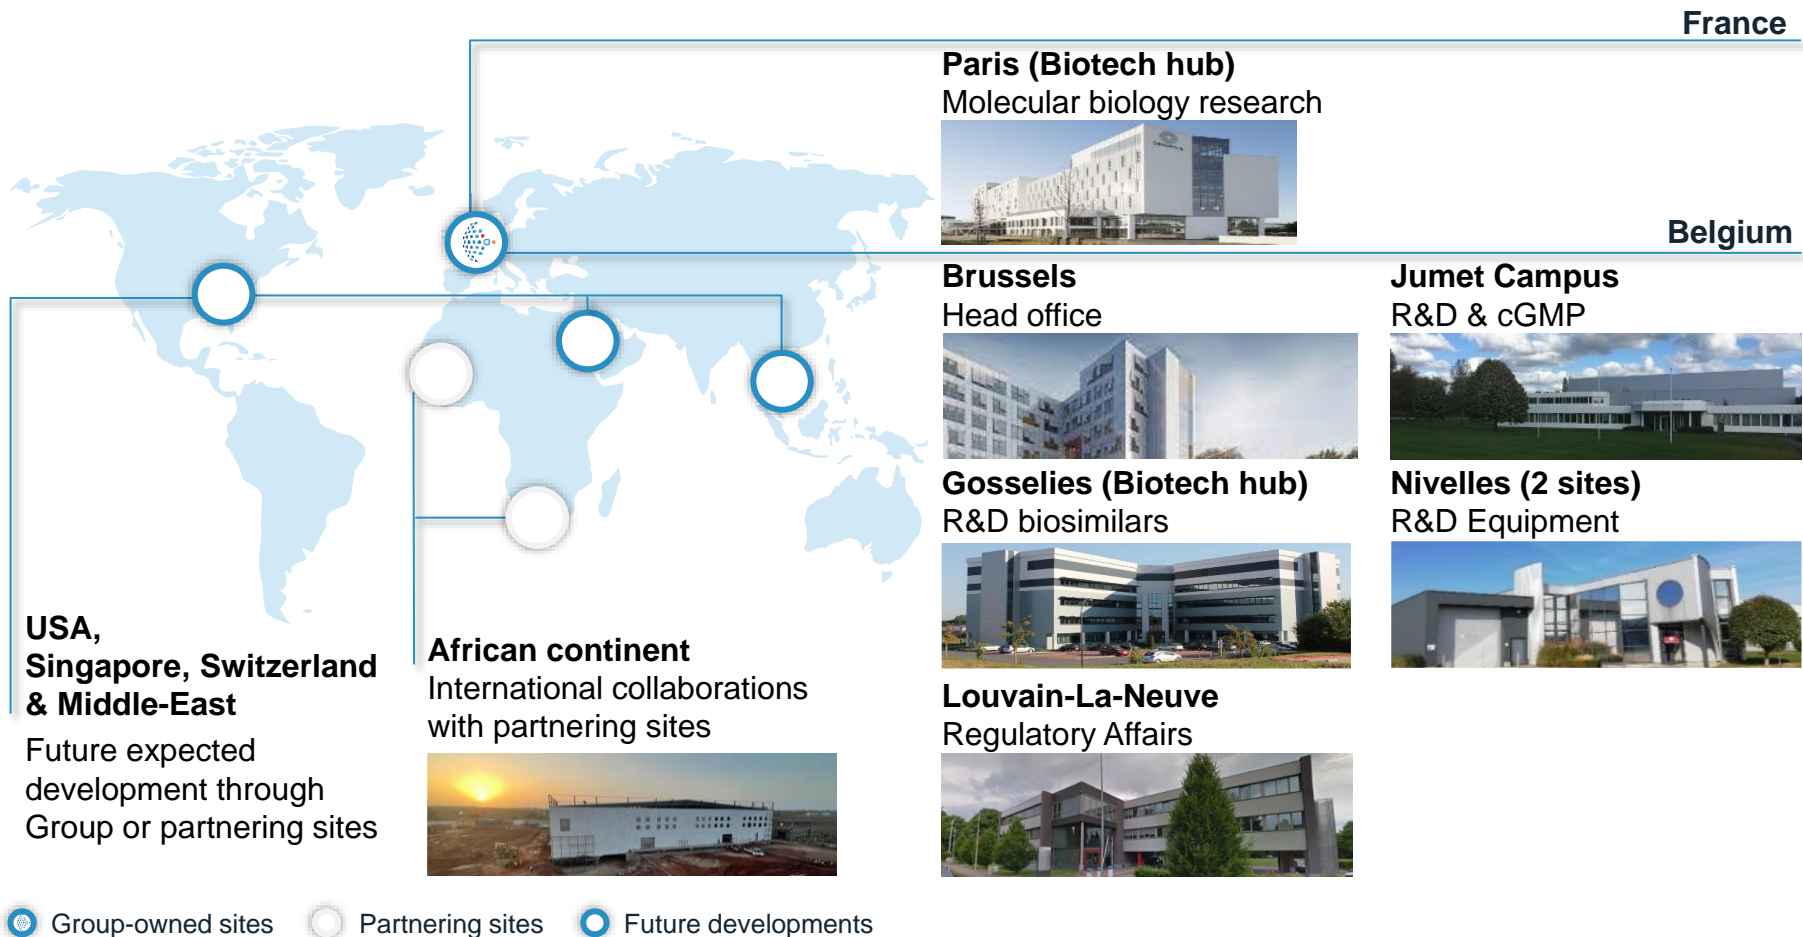 France
Paris (Biotech hub)
Molecular biology research
Belgium
Brussels
Head office
Jumet Campus
R&D & cGMP
Gosselies (Biotech hub)
R&D biosimilars
Nivelles (2 sites)
R&D Equipment
Louvain-La-Neuve
Regulatory Affairs
USA,
Singapore, Switzerland
& Middle-East
Future expected
development through
Group or partnering sites
African continent
International collaborations
with partnering sites
Group-owned sites
Partnering sites
Future developments